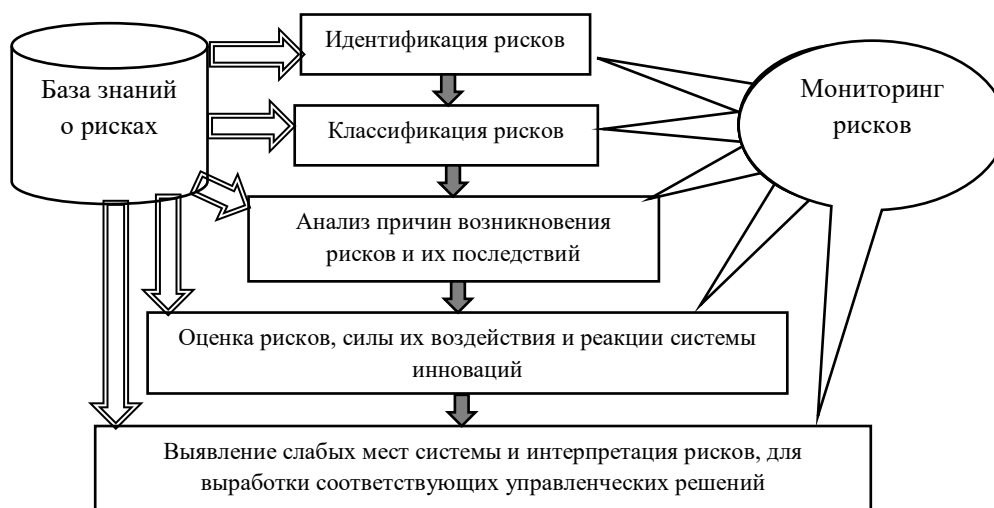 База знаний
о рисках
Идентификация рисков
Классификация рисков
Мониторинг
рисков
Анализ причин возникновения
рисков и их последствий
Оценка рисков, силы их воздействия и реакции системы
инноваций
Выявление слабых мест системы и интерпретация рисков, для
выработки соответствующих управленческих решений